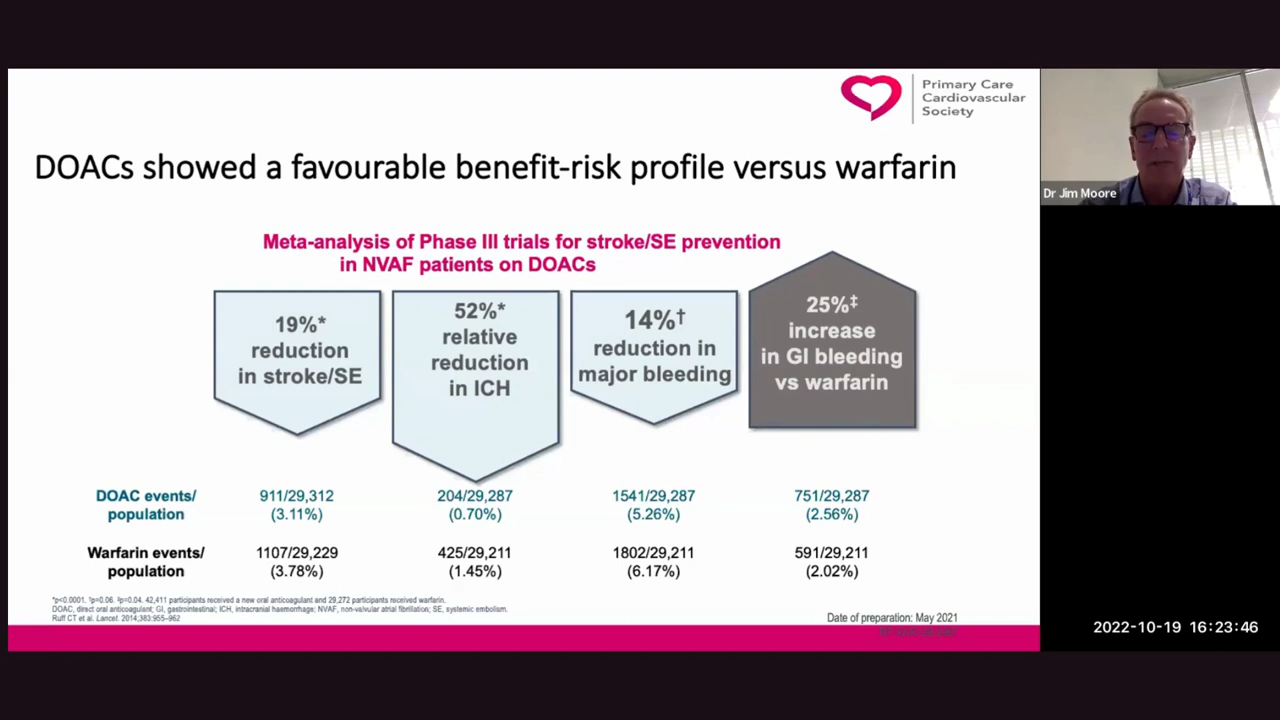 Primary Care
Cardiovascular
Society
Dr Jim Moore
DOACs showed a favourable benefit-risk profile versus warfarin
Meta-analysis of Phase III trials for stroke/SE prevention
in NVAF patients on DOACs
19%*
reduction
in stroke/SE
52%*
relative
reduction
in ICH
14%†
reduction in
major bleeding
25%‡
increase
in GI bleeding
vs warfarin
DOAC events/
population
911/29,312
(3.11%)
204/29,287
(0.70%)
1541/29,287
(5.26%)
751/29,287
(2.56%)
Warfarin events/
population
1107/29,229
(3.78%)
425/29,211
(1.45%)
1802/29,211
(6.17%)
591/29,211
(2.02%)
*p<0.0001. †p=0.06. ‡p=0.04. 42,411 participants received a new oral anticoagulant and 29,272 participants received warfarin.
DOAC, direct oral anticoagulant; GI, gastrointestinal; ICH, intracranial haemorrhage; NVAF, non-valvular atrial fibrillation; SE, systemic embolism.
Ruff CT et al. Lancet. 2014;383:955–962
Date of preparation: May 2021
2022-10-19 16:23:46